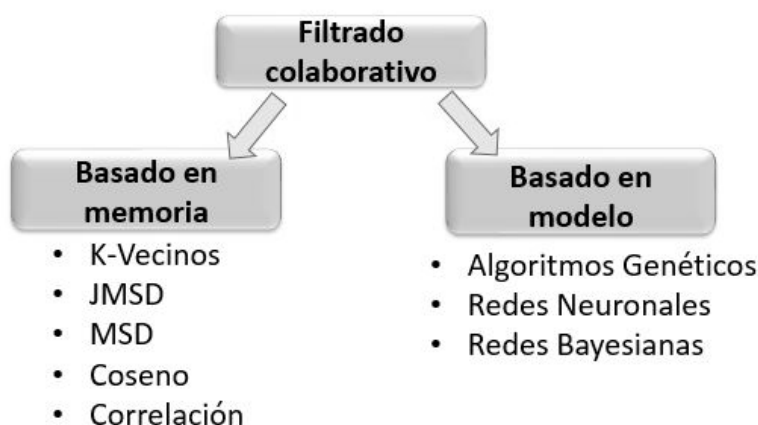 Filtrado
colaborativo
Basado en
memoria
• K-Vecinos
• JMSD
• MSD
• Coseno
• Correlación
Basado en
modelo
• Algoritmos Genéticos
• Redes Neuronales
• Redes Bayesianas